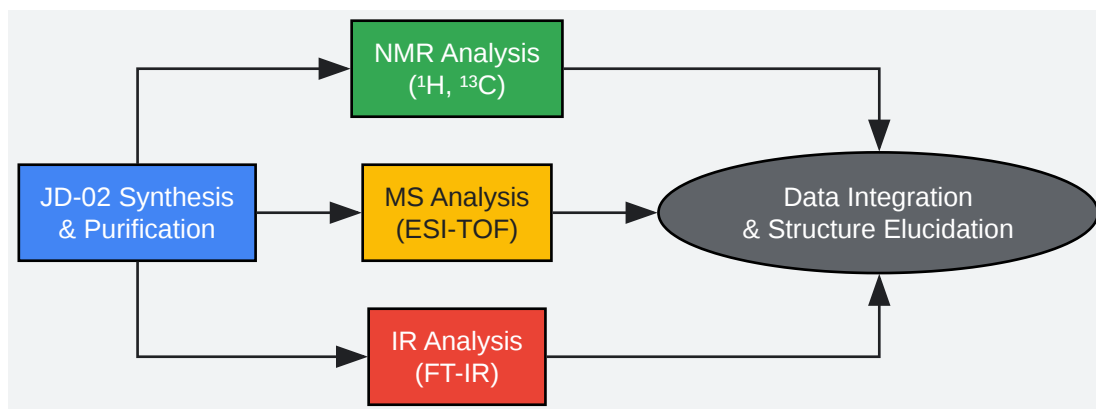 NMR Analysis
(¹H, ¹³C)
JD-02 Synthesis
& Purification
MS Analysis
(ESI-TOF)
Data Integration
& Structure Elucidation
IR Analysis
(FT-IR)